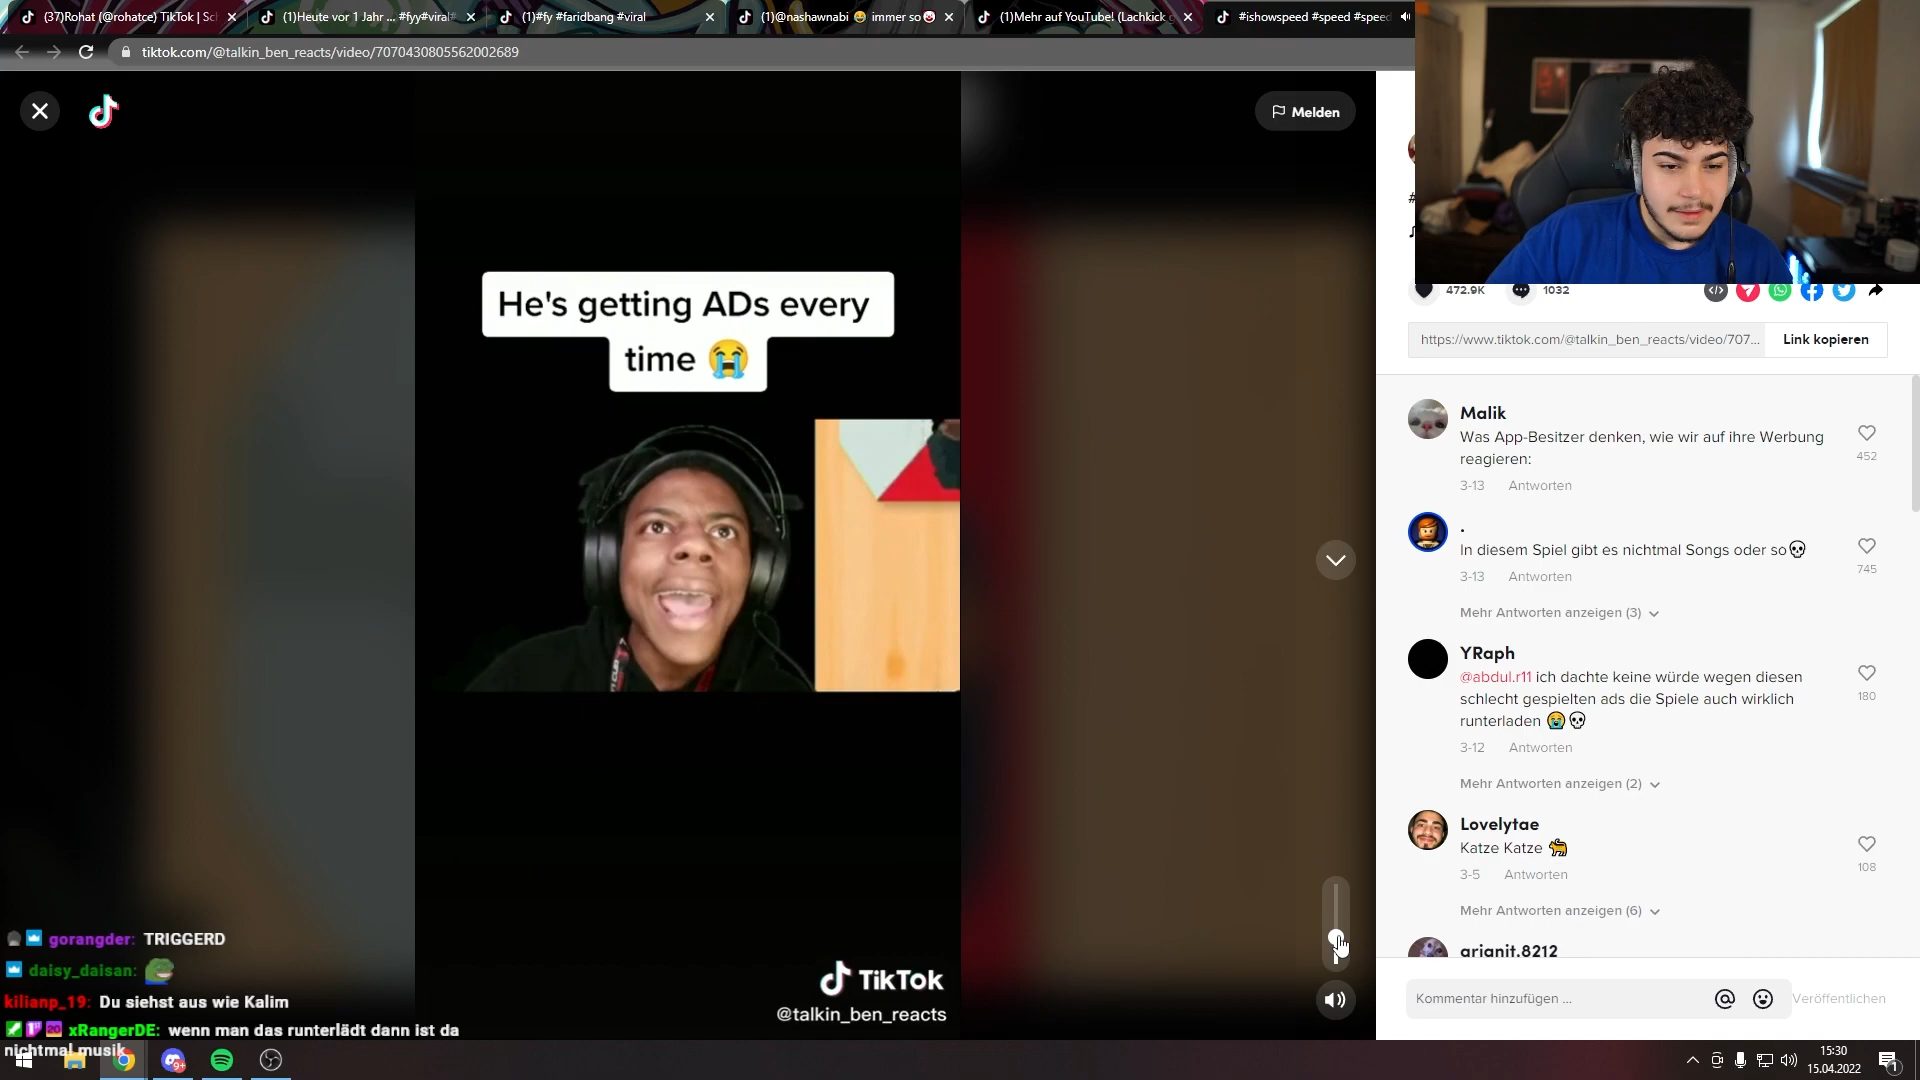 (37)Rohat (@rohatce) TikTok | Sc
(1)Heute vor 1 Jahr ... #fyy#viral#
(1)#fy #faridbang #viral
(1)@nashawnabi 😂 immer so🤡
(1)Mehr auf YouTube! (Lachkick g
#ishowspeed #speed #speed
tiktok.com/@talkin_ben_reacts/video/7070430805562002689
Melden
He's getting ADs every
time 😭
472.9K
1032
https://www.tiktok.com/@talkin_ben_reacts/video/707...
Link kopieren
Malik
Was App-Besitzer denken, wie wir auf ihre Werbung
reagieren:
452
3-13 Antworten
.
In diesem Spiel gibt es nichtmal Songs oder so💀
745
3-13 Antworten
Mehr Antworten anzeigen (3)
YRaph
@abdul.r11 ich dachte keine würde wegen diesen
schlecht gespielten ads die Spiele auch wirklich
runterladen 😭💀
180
3-12 Antworten
Mehr Antworten anzeigen (2)
Lovelytae
Katze Katze 🐈
108
3-5 Antworten
Mehr Antworten anzeigen (6)
arianit.8212
Kommentar hinzufügen ...
Veröffentlichen
TikTok
@talkin_ben_reacts
gorangder: TRIGGERD
daisy_daisan:
kilianp_19: Du siehst aus wie Kalim
xRangerDE: wenn man das runterlädt dann ist da
nichtmal musik
9+
15:30
15.04.2022
1